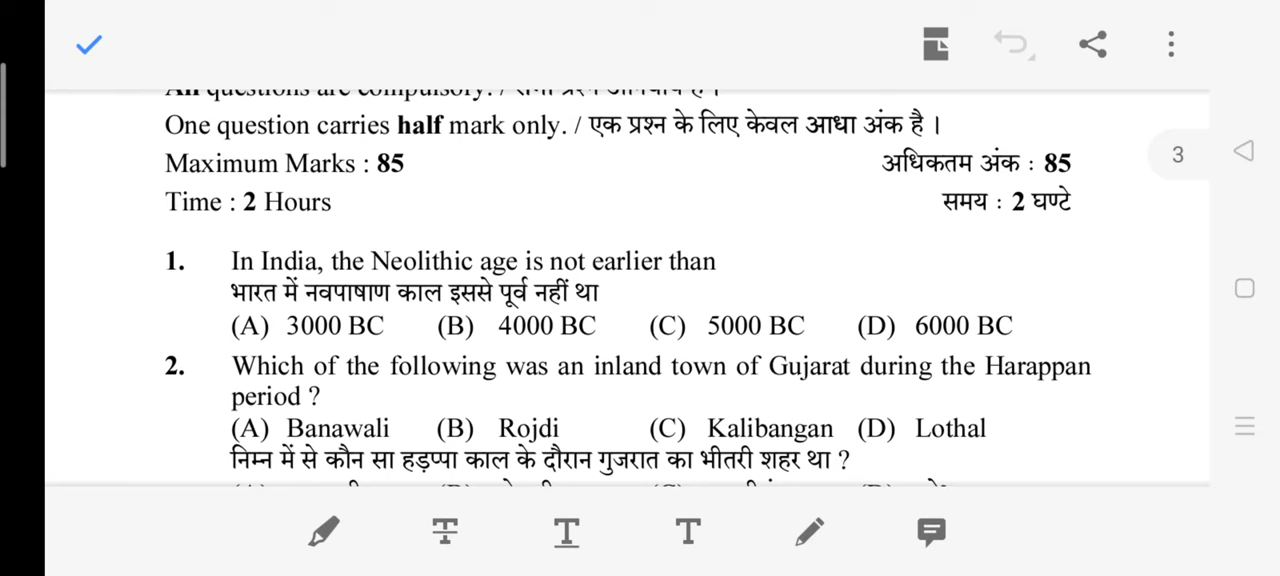 One question carries half mark only. / एक प्रश्न के लिए केवल आधा अंक है ।
Maximum Marks : 85 अधिकतम अंक : 85
3
Time : 2 Hours समय : 2 घण्टे
1. In India, the Neolithic age is not earlier than
भारत में नवपाषाण काल इससे पूर्व नहीं था
(A) 3000 BC (B) 4000 BC (C) 5000 BC (D) 6000 BC
2. Which of the following was an inland town of Gujarat during the Harappan
period ?
(A) Banawali (B) Rojdi (C) Kalibangan (D) Lothal
निम्न में से कौन सा हड़प्पा काल के दौरान गुजरात का भीतरी शहर था ?